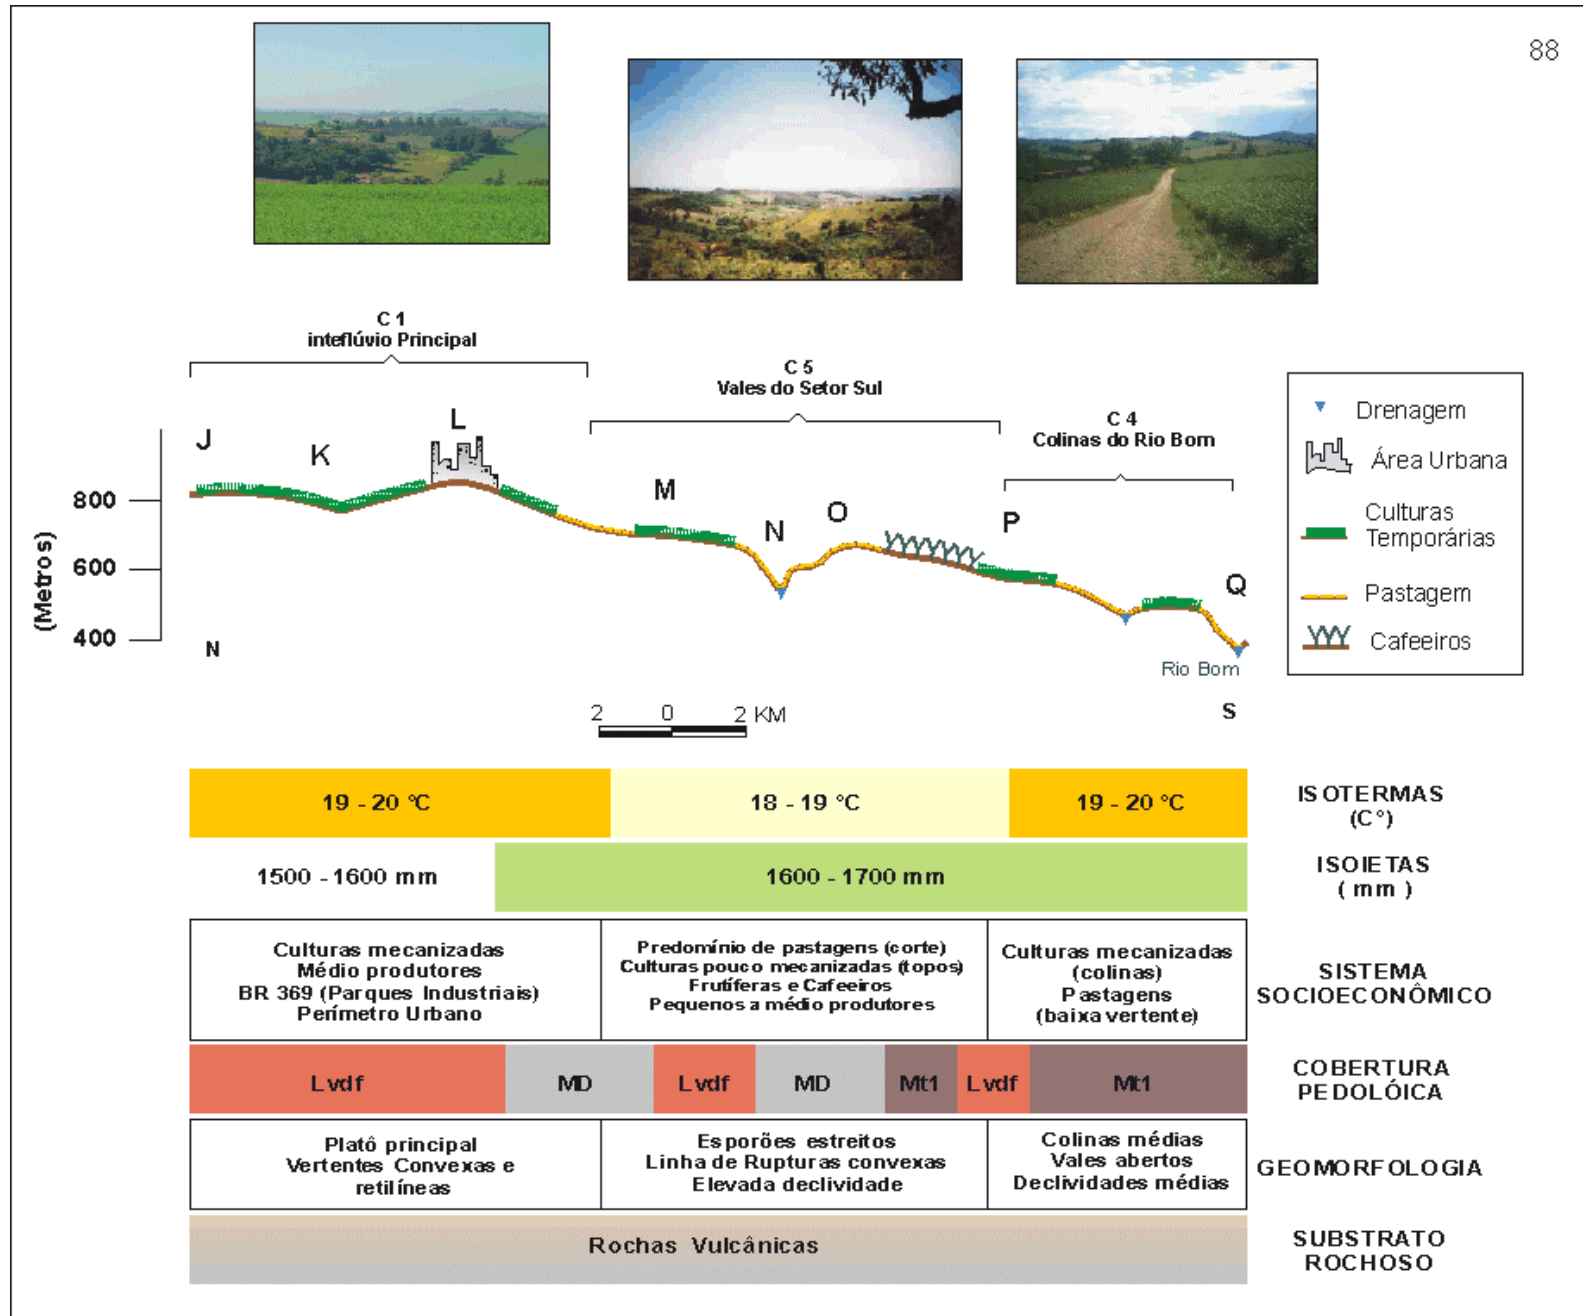 88
C 1
inteflúvio Principal
C 5
Vales do Setor Sul
C 4
Colinas do Rio Bom
J
K
L
M
N
O
P
Q
(Metros)
800
600
400
N
S
Rio Bom
2 0 2 KM
Drenagem
Área Urbana
Culturas
Temporárias
Pastagem
Cafeeiros
19 - 20 °C
18 - 19 °C
19 - 20 °C
ISOTERMAS
(C°)
1500 - 1600 mm
1600 - 1700 mm
ISOIETAS
( mm )
Culturas mecanizadas
Médio produtores
BR 369 (Parques Industriais)
Perímetro Urbano
Predomínio de pastagens (corte)
Culturas pouco mecanizadas (topos)
Frutíferas e Cafeeiros
Pequenos a médio produtores
Culturas mecanizadas
(colinas)
Pastagens
(baixa vertente)
SISTEMA
SOCIOECONÔMICO
Lvdf
MD
Lvdf
MD
Mt1
Lvdf
Mt1
COBERTURA
PEDOLÓICA
Platô principal
Vertentes Convexas e
retilíneas
Esporões estreitos
Linha de Rupturas convexas
Elevada declividade
Colinas médias
Vales abertos
Declividades médias
GEOMORFOLOGIA
Rochas Vulcânicas
SUBSTRATO
ROCHOSO